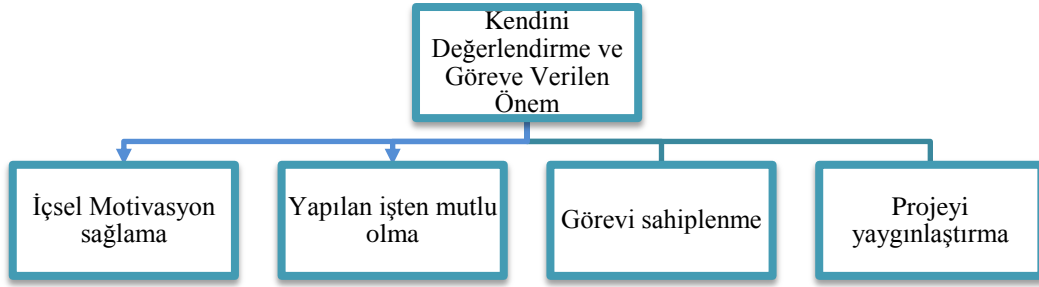 Kendini
Değerlendirme ve
Göreve Verilen
Önem
İçsel Motivasyon
sağlama
Yapılan işten mutlu
olma
Görevi sahiplenme
Projeyi
yaygınlaştırma